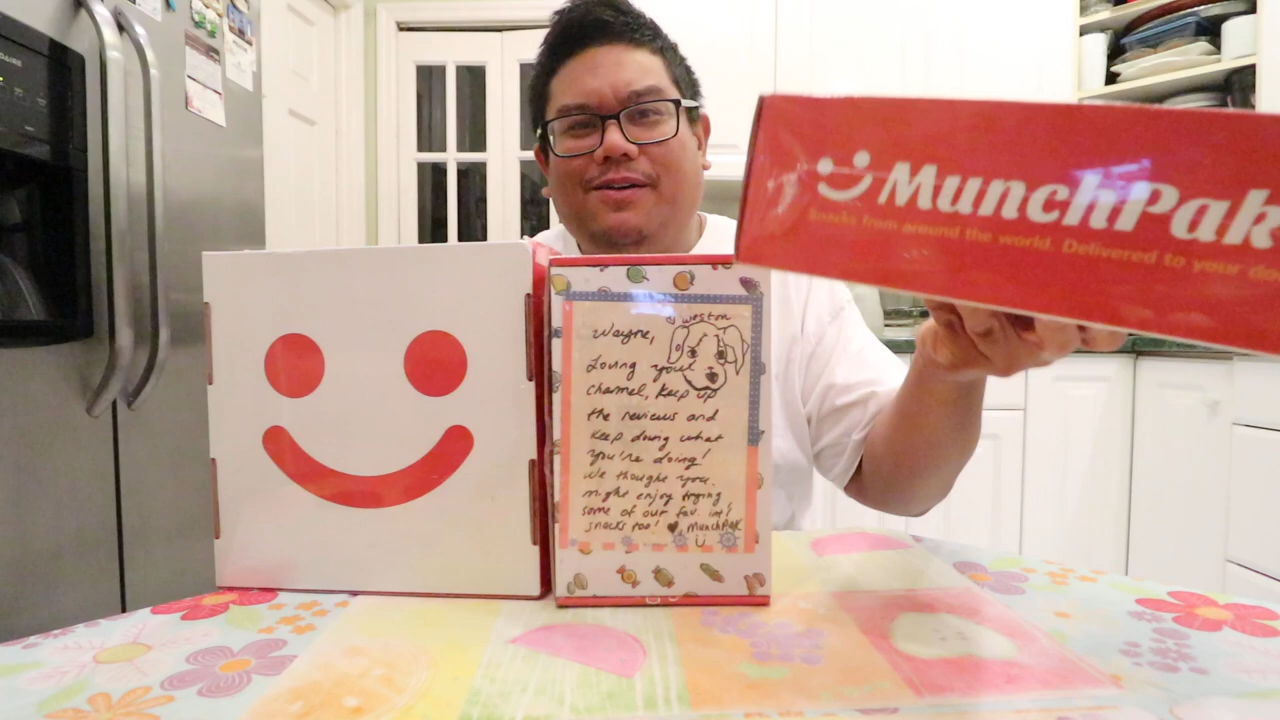 MunchPak
Snacks from around the world. Delivered to your do
& weston
Wayne,
Loving your
channel, keep up
the reviews and
keep doing what
you're doing!
We thought you
might enjoy trying
some of our fav. int'l
snacks too! ♥ MunchPak